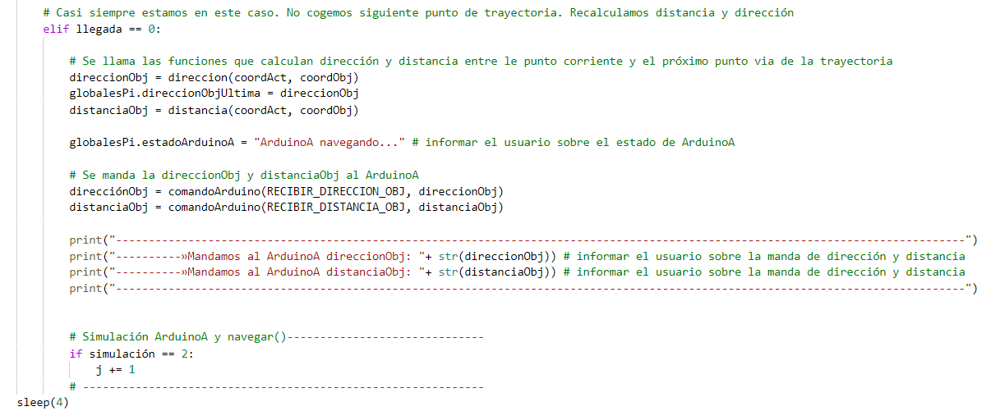 # Casi siempre estamos en este caso. No cogemos siguiente punto de trayectoria. Recalculamos distancia y dirección
elif llegada == 0:
# Se llama las funciones que calculan dirección y distancia entre le punto corriente y el próximo punto via de la trayectoria
direccionObj = direccion(coordAct, coordObj)
globalesPi.direccionObjUltima = direccionObj
distanciaObj = distancia(coordAct, coordObj)
globalesPi.estadoArduinoA = "ArduinoA navegando..." # informar el usuario sobre el estado de ArduinoA
# Se manda la direccionObj y distanciaObj al ArduinoA
direcciónObj = comandoArduino(RECIBIR_DIRECCION_OBJ, direccionObj)
distanciaObj = comandoArduino(RECIBIR_DISTANCIA_OBJ, distanciaObj)
print("---------------------------------------------------------------------------------------------------------------------------------")
print("----------»Mandamos al ArduinoA direccionObj: "+ str(direccionObj)) # informar el usuario sobre la manda de dirección y distancia
print("----------»Mandamos al ArduinoA distanciaObj: "+ str(distanciaObj)) # informar el usuario sobre la manda de dirección y distancia
print("---------------------------------------------------------------------------------------------------------------------------------")
# Simulación ArduinoA y navegar()------------------------------
if simulación == 2:
j += 1
# -------------------------------------------------------------
sleep(4)